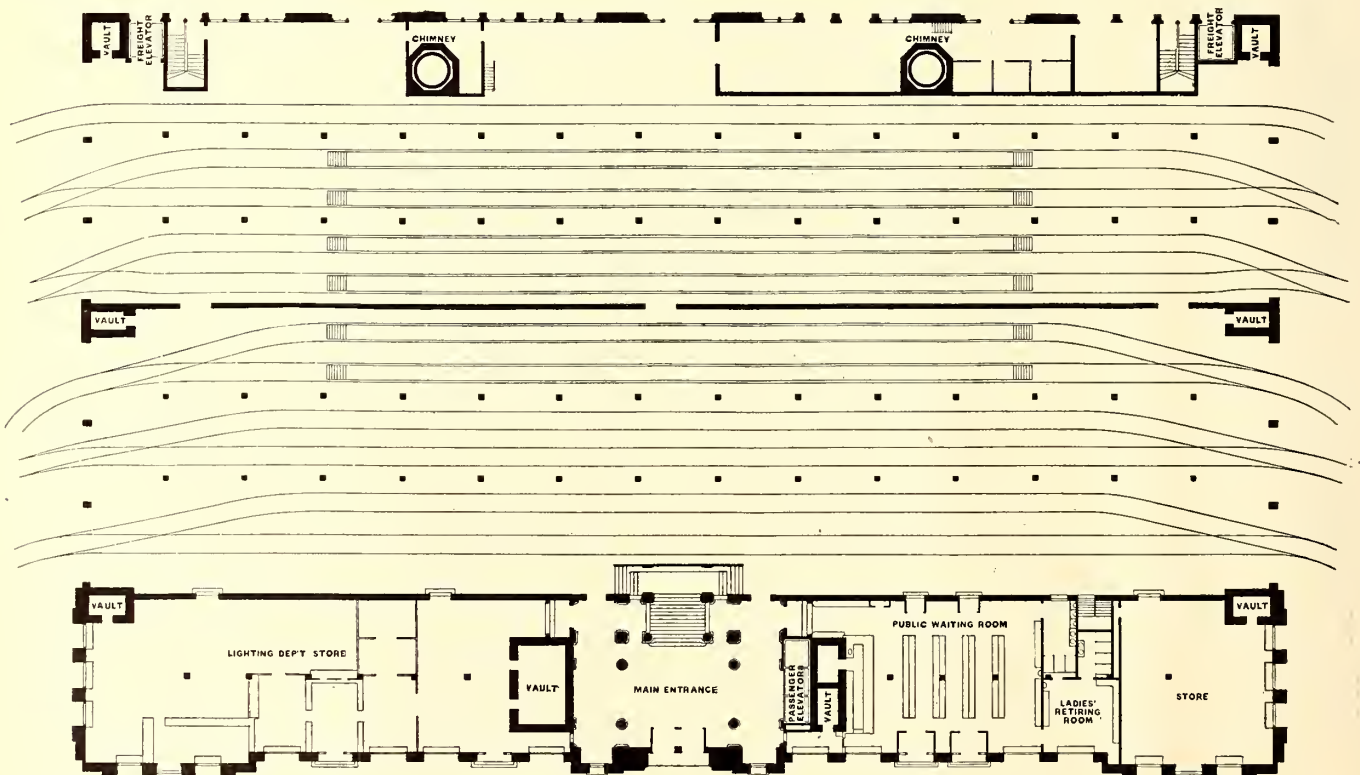 VAULT
FREIGHT
ELEVATOR
CHIMNEY
CHIMNEY
FREIGHT
ELEVATOR
VAULT
VAULT
VAULT
VAULT
VAULT
LIGHTING DEP'T STORE
VAULT
MAIN ENTRANCE
PASSENGER
ELEVATORS
VAULT
PUBLIC WAITING ROOM
LADIES'
RETIRING
ROOM
STORE